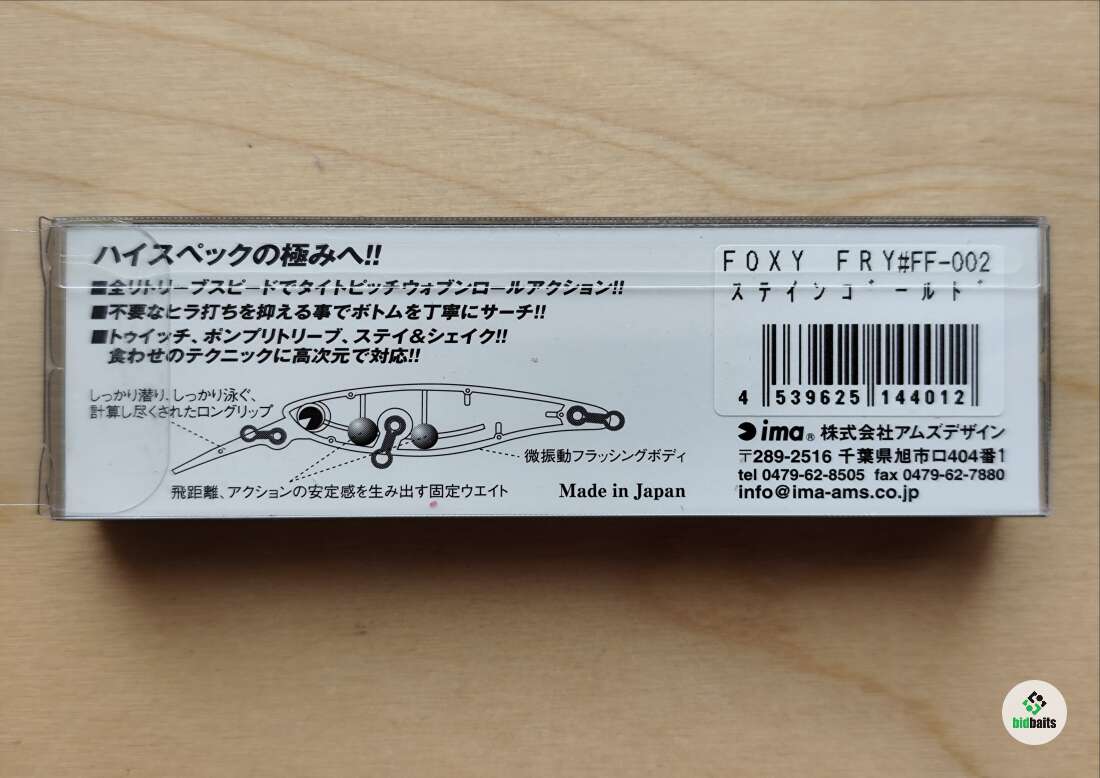 ハイスペックの極みへ!!
■全リトリーブスピードでタイトピッチウォブンロールアクション!!
■不要なヒラ打ちを抑える事でボトムを丁寧にサーチ!!
■トゥイッチ、ポンプリトリーブ、ステイ&シェイク!!
食わせのテクニックに高次元で対応!!
しっかり潜り、しっかり泳ぐ、
計算し尽くされたロングリップ
微振動フラッシングボディ
飛距離、アクションの安定感を生み出す固定ウエイト
Made in Japan
FOXY FRY#FF-002
ステインゴールド
4 539625 144012
ima® 株式会社アムズデザイン
〒289-2516 千葉県旭市ロ404番1
tel 0479-62-8505 fax 0479-62-7880
info@ima-ams.co.jp
bidbaits